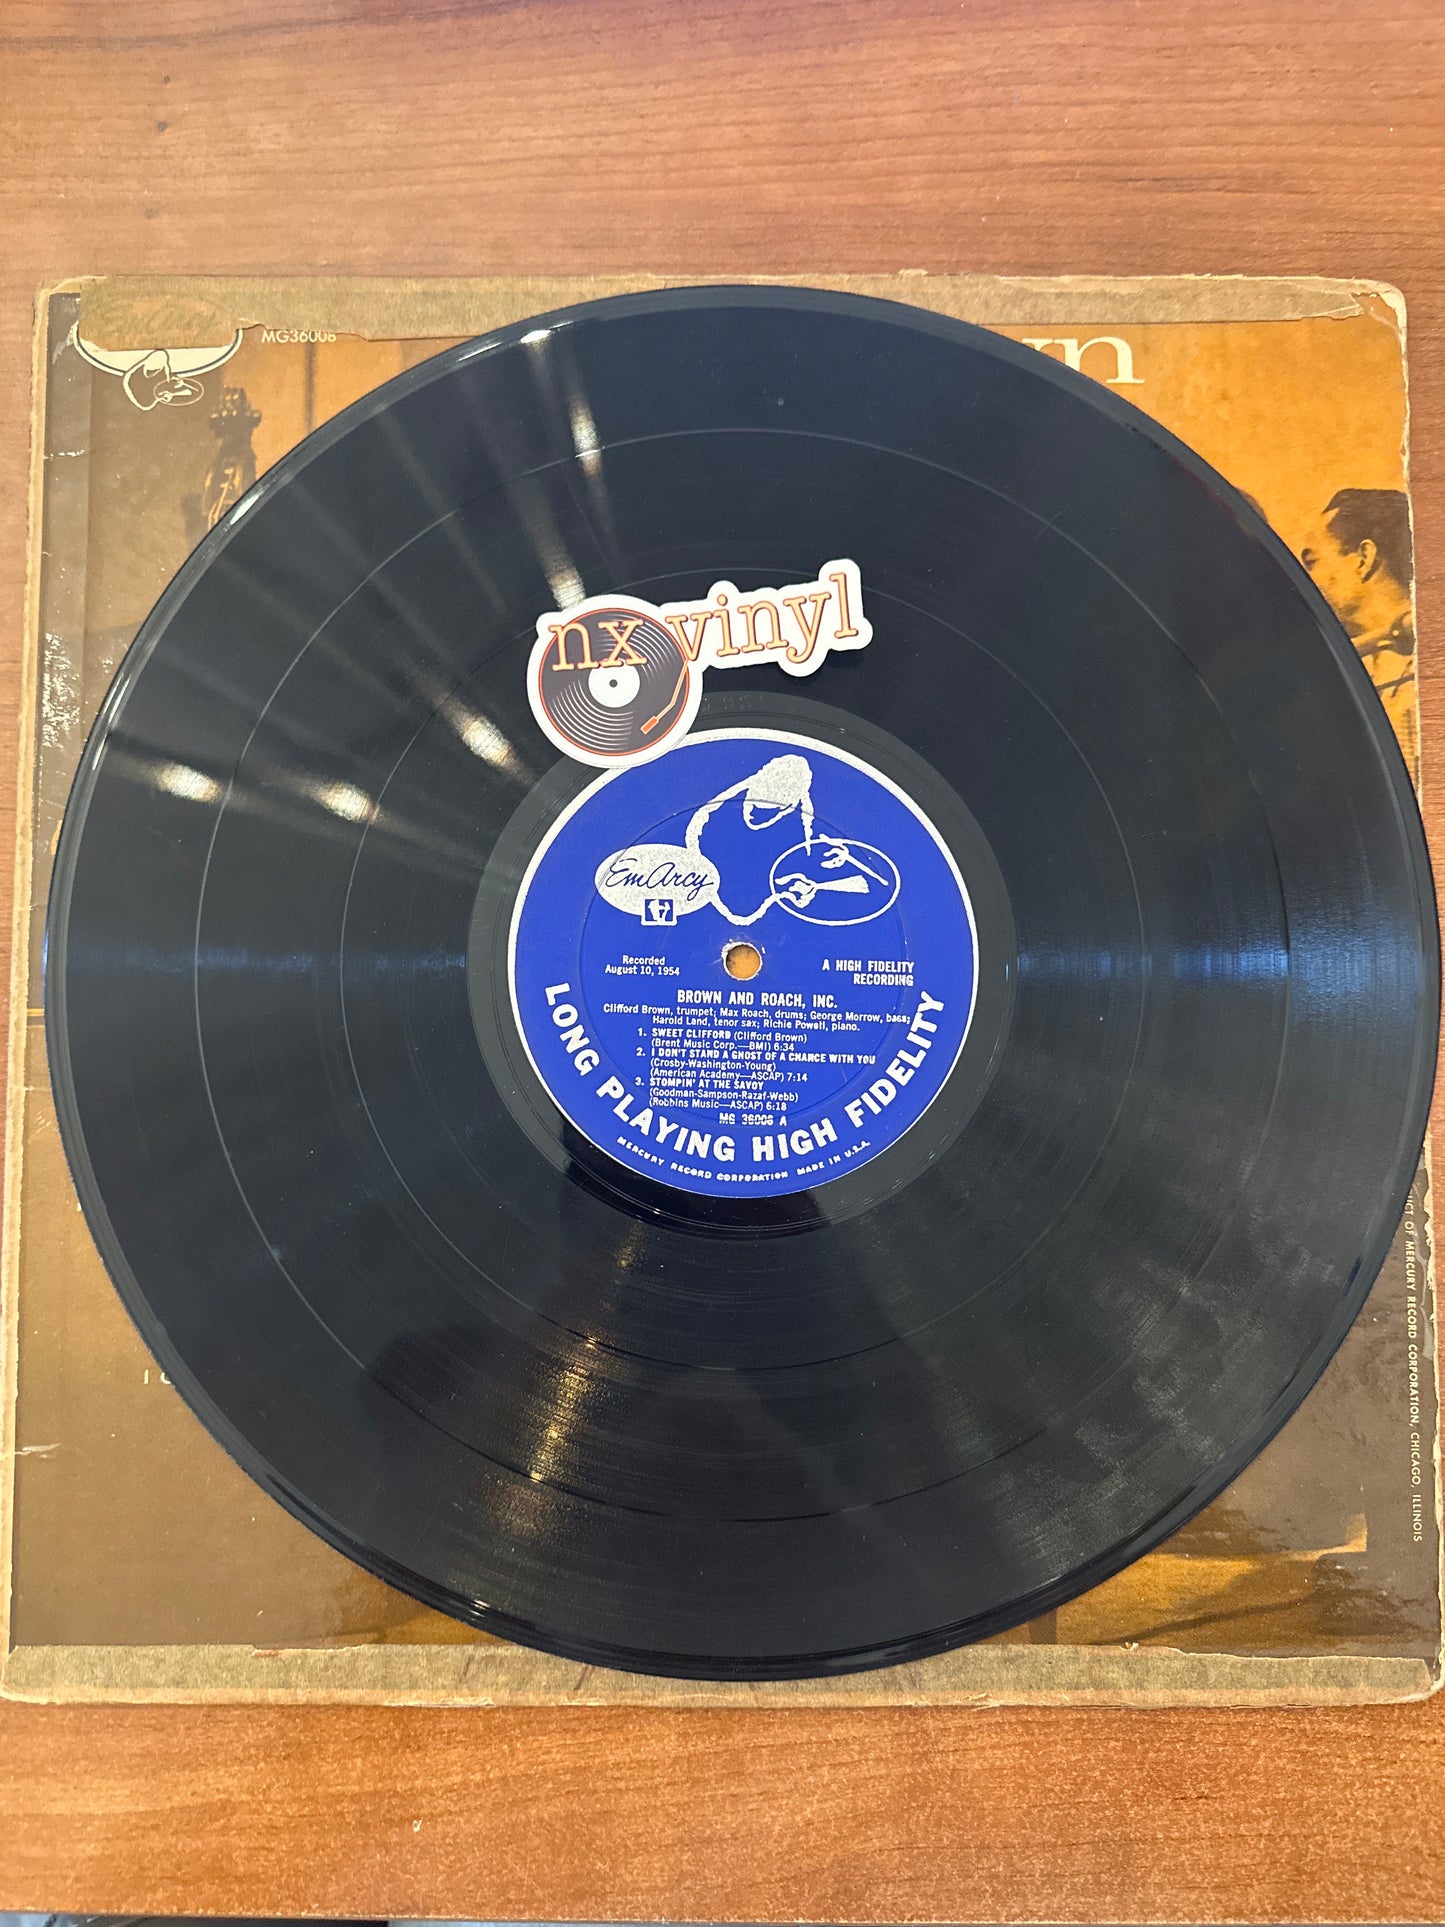 EmArcy
MG36008
wn
nx vinyl
EmArcy
Recorded
August 10, 1954
A HIGH FIDELITY
RECORDING
BROWN AND ROACH, INC.
Clifford Brown, trumpet; Max Roach, drums; George Morrow, bass;
Harold Land, tenor sax; Richie Powell, piano.
1. SWEET CLIFFORD (Clifford Brown)
(Brent Music Corp.—BMI) 6:34
2. I DON'T STAND A GHOST OF A CHANCE WITH YOU
(Crosby-Washington-Young)
(American Academy—ASCAP) 7:14
3. STOMPIN' AT THE SAVOY
(Goodman-Sampson-Razaf-Webb)
(Robbins Music—ASCAP) 6:18
MG 36008 A
LONG PLAYING HIGH FIDELITY
MERCURY RECORD CORPORATION MADE IN U.S.A.
UCT OF MERCURY RECORD CORPORATION, CHICAGO, ILLINOIS